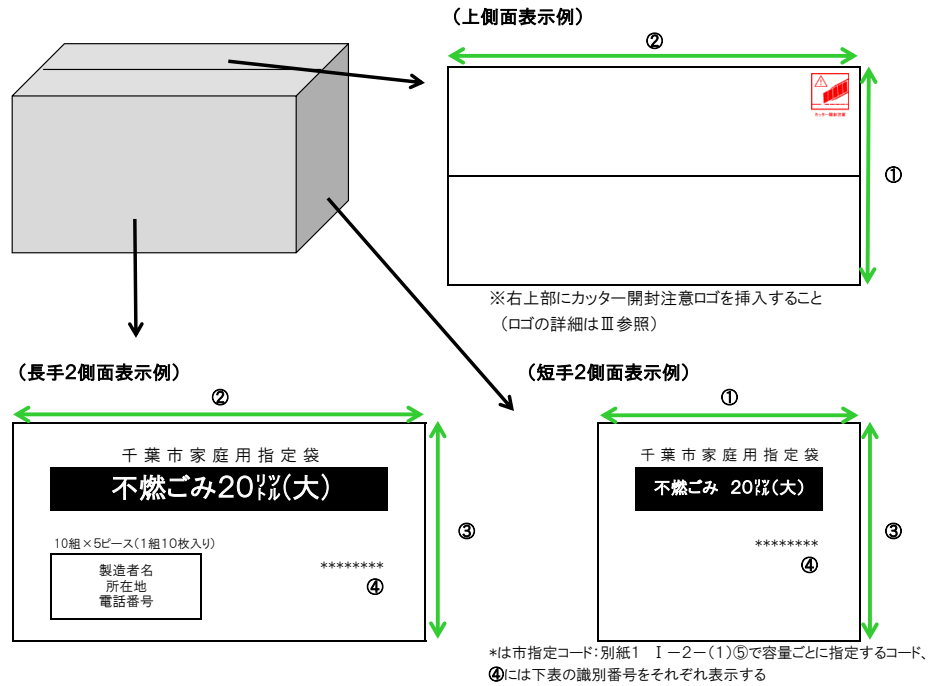 (上側面表示例)
②
カッター開封注意
①
※右上部にカッター開封注意ロゴを挿入すること
(ロゴの詳細はⅢ参照)
(長手2側面表示例)
②
千葉市家庭用指定袋
不燃ごみ20㍑(大)
10組×5ピース(1組10枚入り)
製造者名
所在地
電話番号
********
④
③
(短手2側面表示例)
①
千葉市家庭用指定袋
不燃ごみ 20㍑(大)
********
④
③
*は市指定コード:別紙1 Ⅰ-2-(1)⑤で容量ごとに指定するコード、
④には下表の識別番号をそれぞれ表示する